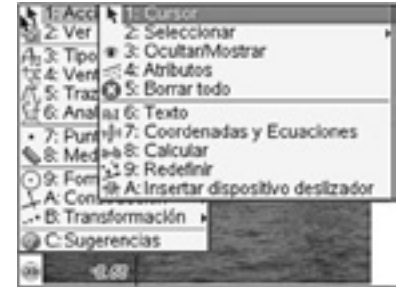 1: Acci
2: Ver
3: Tipo
4: Vent
5: Traz
6: Anal
7: Punt
8: Med
9: Form
A: Cons
B: Transformación
C: Sugerencias
1: Cursor
2: Seleccionar
3: Ocultar/Mostrar
4: Atributos
5: Borrar todo
6: Texto
7: Coordenadas y Ecuaciones
8: Calcular
9: Redefinir
A: Insertar dispositivo deslizador